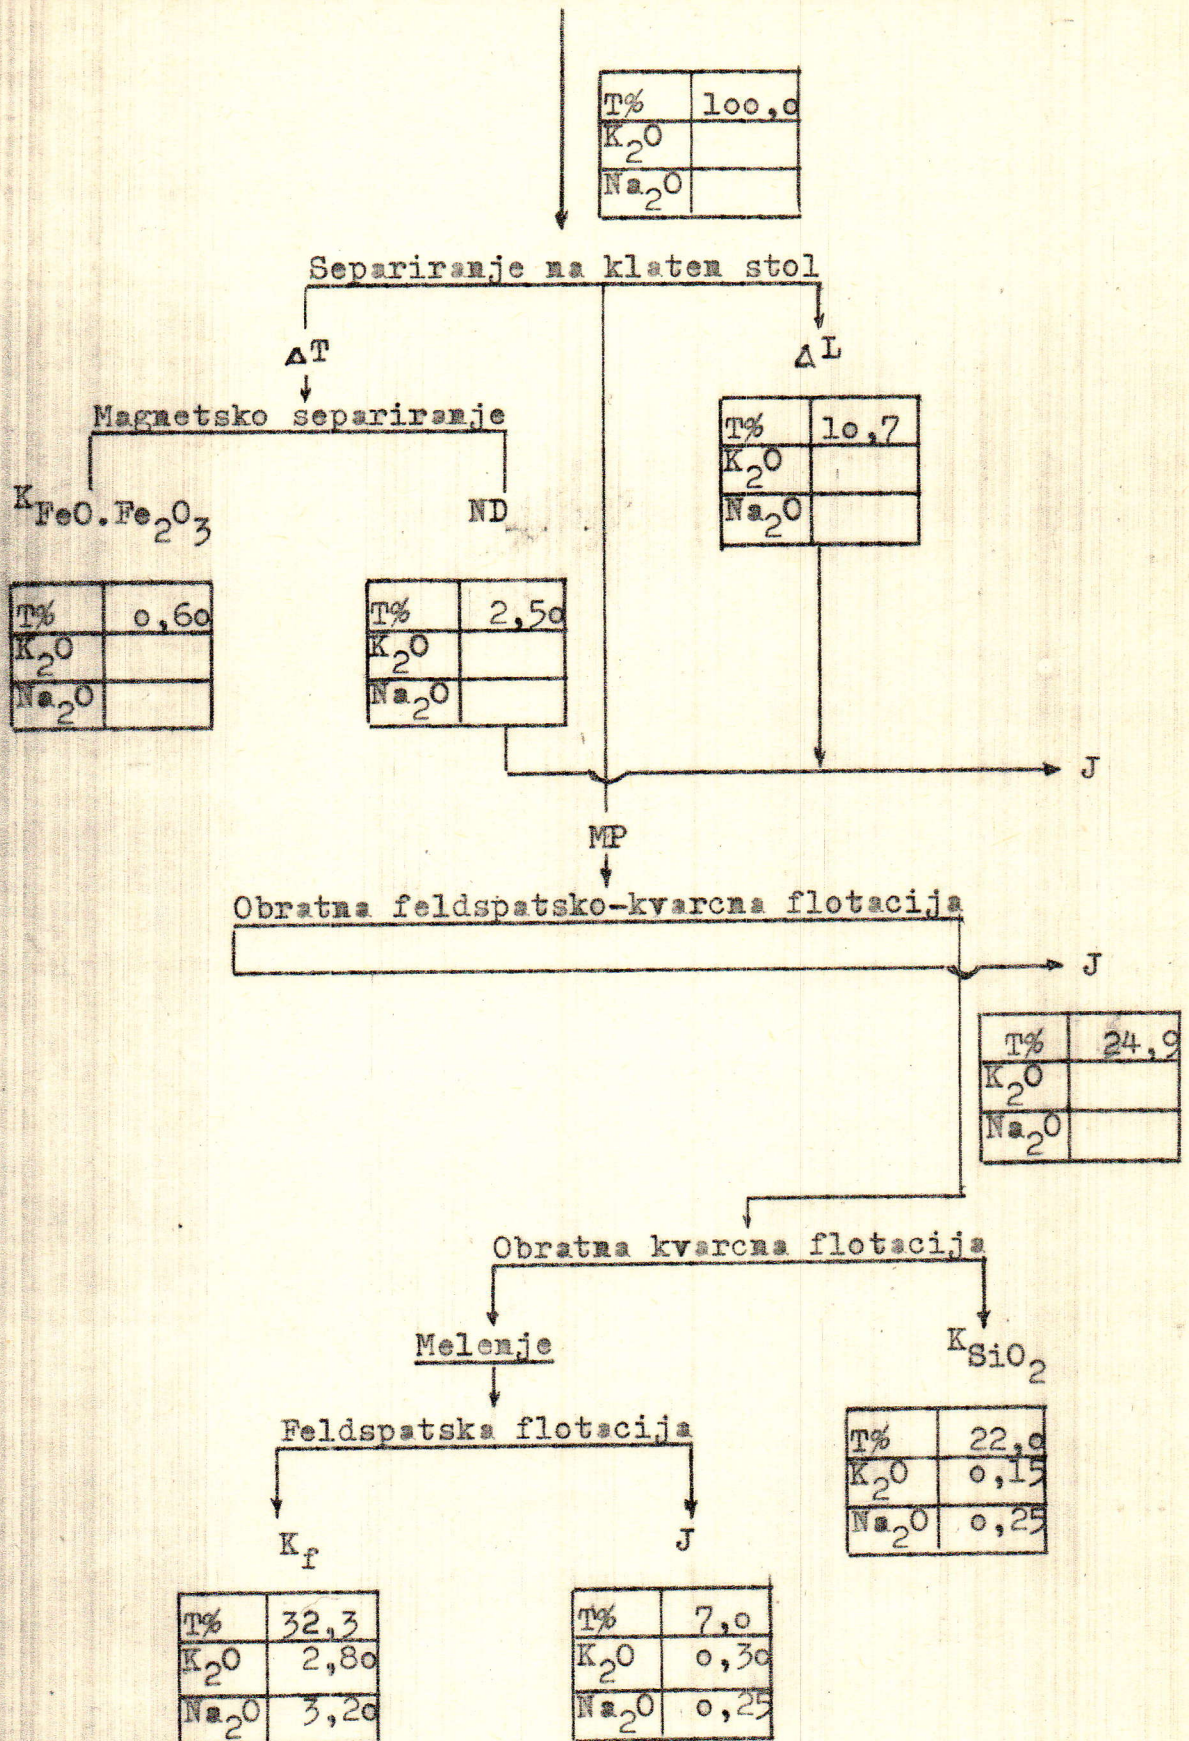 T% 100,0
K2O
Na2O
Separiranje na klaten stol
ΔT
ΔL
Magnetsko separiranje
T% 10,7
K2O
Na2O
KFeO.Fe2O3
ND
T% 0,60
K2O
Na2O
T% 2,50
K2O
Na2O
J
MP
Obratna feldspatsko-kvarcna flotacija
J
T% 24,9
K2O
Na2O
Obratna kvarcna flotacija
Melenje
KSiO2
Feldspatska flotacija
T% 22,0
K2O 0,15
Na2O 0,25
Kf
J
T% 32,3
K2O 2,80
Na2O 3,20
T% 7,0
K2O 0,30
Na2O 0,25